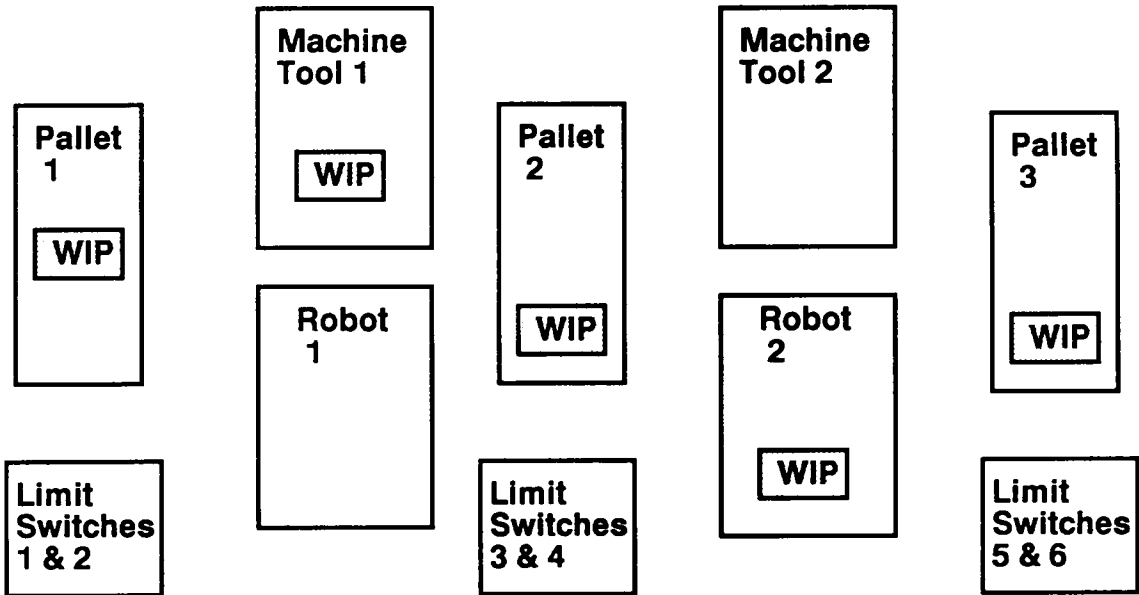 Machine
Tool 1
WIP
Machine
Tool 2
Pallet
1
WIP
Pallet
2
WIP
Pallet
3
WIP
Robot
1
Robot
2
WIP
Limit
Switches
1 & 2
Limit
Switches
3 & 4
Limit
Switches
5 & 6